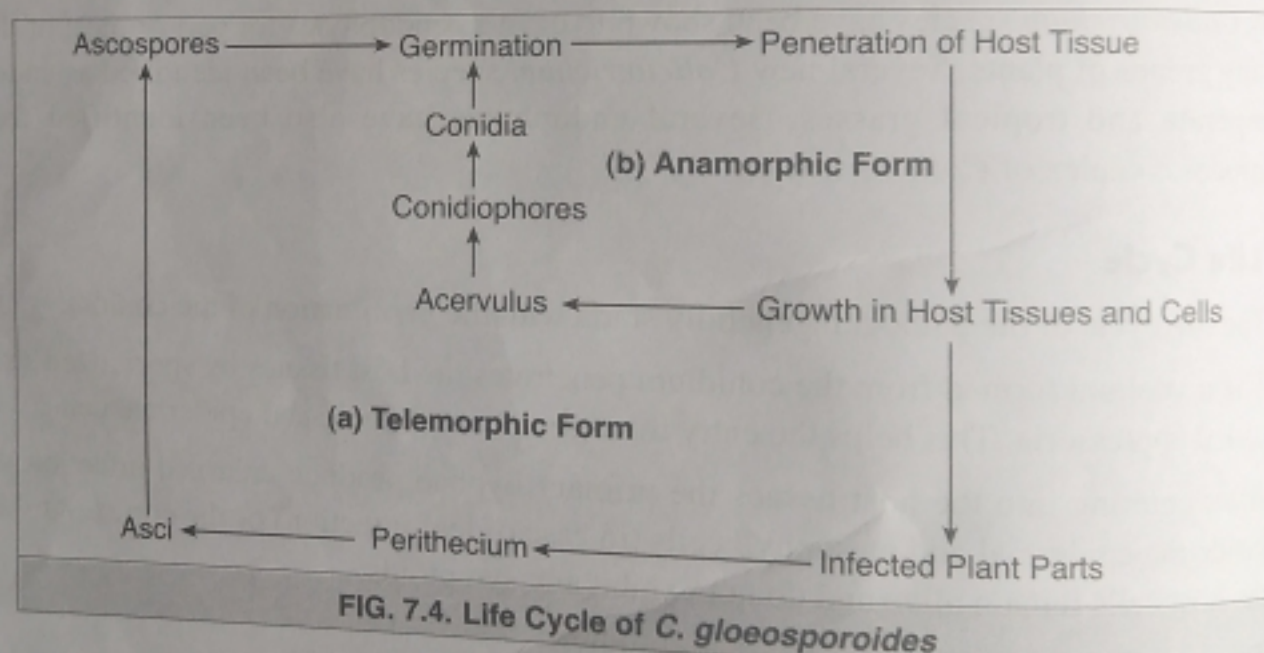 Ascospores Germination Penetration of Host Tissue
Conidia
(b) Anamorphic Form
Conidiophores
Acervulus Growth in Host Tissues and Cells
(a) Telemorphic Form
Asci Perithecium Infected Plant Parts
FIG. 7.4. Life Cycle of C. gloeosporoides